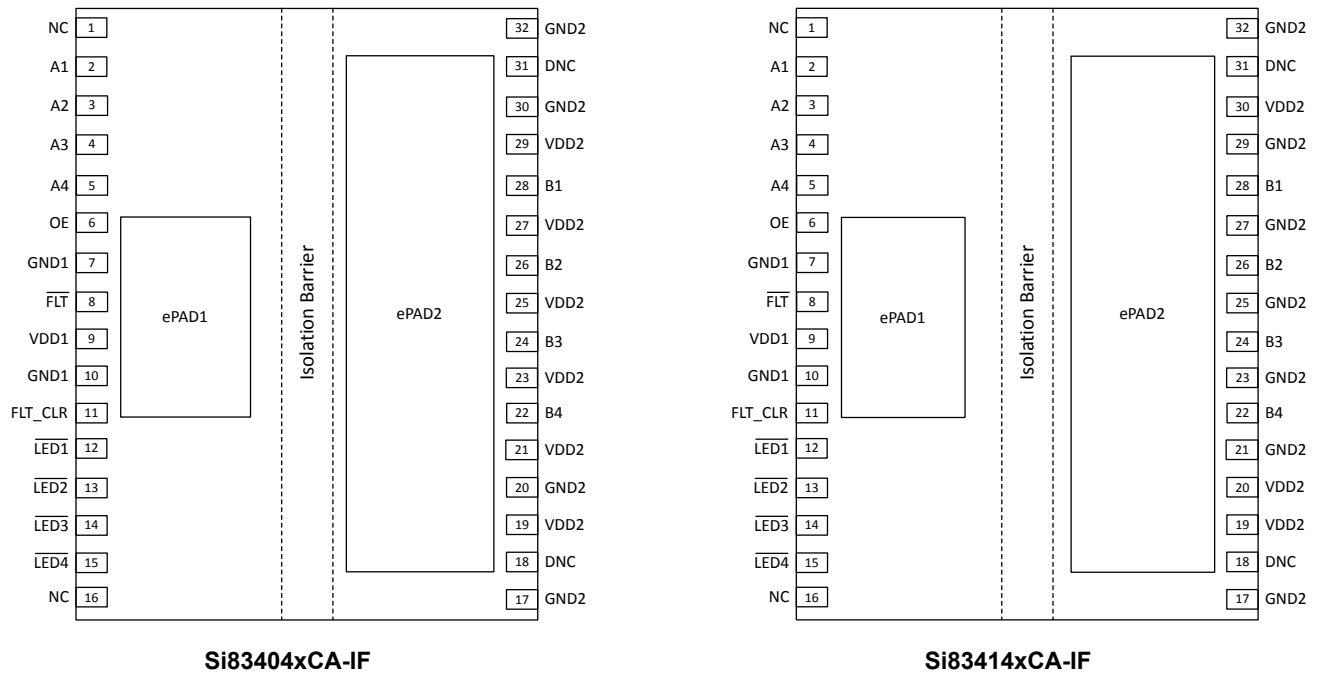 NC 1
A1 2
A2 3
A3 4
A4 5
OE 6
GND1 7
FLT 8
VDD1 9
GND1 10
FLT_CLR 11
LED1 12
LED2 13
LED3 14
LED4 15
NC 16
ePAD1
Isolation Barrier
ePAD2
32 GND2
31 DNC
30 GND2
29 VDD2
28 B1
27 VDD2
26 B2
25 VDD2
24 B3
23 VDD2
22 B4
21 VDD2
20 GND2
19 VDD2
18 DNC
17 GND2
Si83404xCA-IF
NC 1
A1 2
A2 3
A3 4
A4 5
OE 6
GND1 7
FLT 8
VDD1 9
GND1 10
FLT_CLR 11
LED1 12
LED2 13
LED3 14
LED4 15
NC 16
ePAD1
Isolation Barrier
ePAD2
32 GND2
31 DNC
30 VDD2
29 GND2
28 B1
27 GND2
26 B2
25 GND2
24 B3
23 GND2
22 B4
21 GND2
20 VDD2
19 VDD2
18 DNC
17 GND2
Si83414xCA-IF